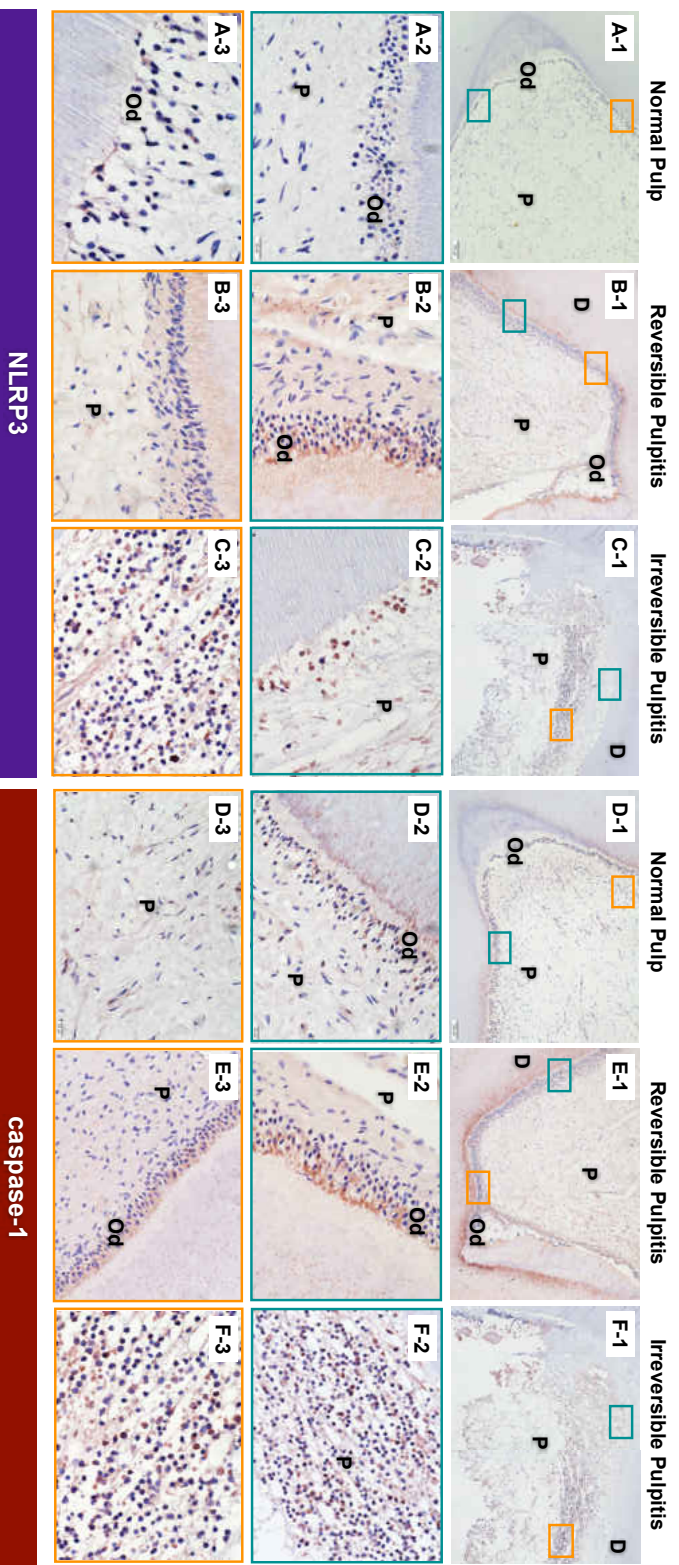 Normal Pulp
Reversible Pulpitis
Irreversible Pulpitis
Normal Pulp
Reversible Pulpitis
Irreversible Pulpitis
A-1
Od
P
B-1
D
P
Od
C-1
P
D
D-1
Od
P
E-1
D
P
Od
F-1
P
D
A-2
P
Od
B-2
P
Od
C-2
P
D-2
Od
P
E-2
P
Od
F-2
P
A-3
Od
B-3
P
C-3
D-3
P
E-3
P
Od
F-3
NLRP3
caspase-1